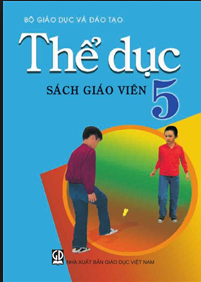 BỘ GIÁO DỤC VÀ ĐÀO TẠO
Thể dục
SÁCH GIÁO VIÊN 5
NHÀ XUẤT BẢN GIÁO DỤC VIỆT NAM